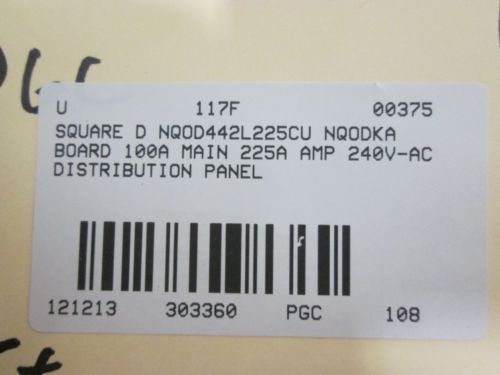 U 117F 00375
SQUARE D NQOD442L225CU NQODKA
BOARD 100A MAIN 225A AMP 240V-AC
DISTRIBUTION PANEL
121213 303360 PGC 108